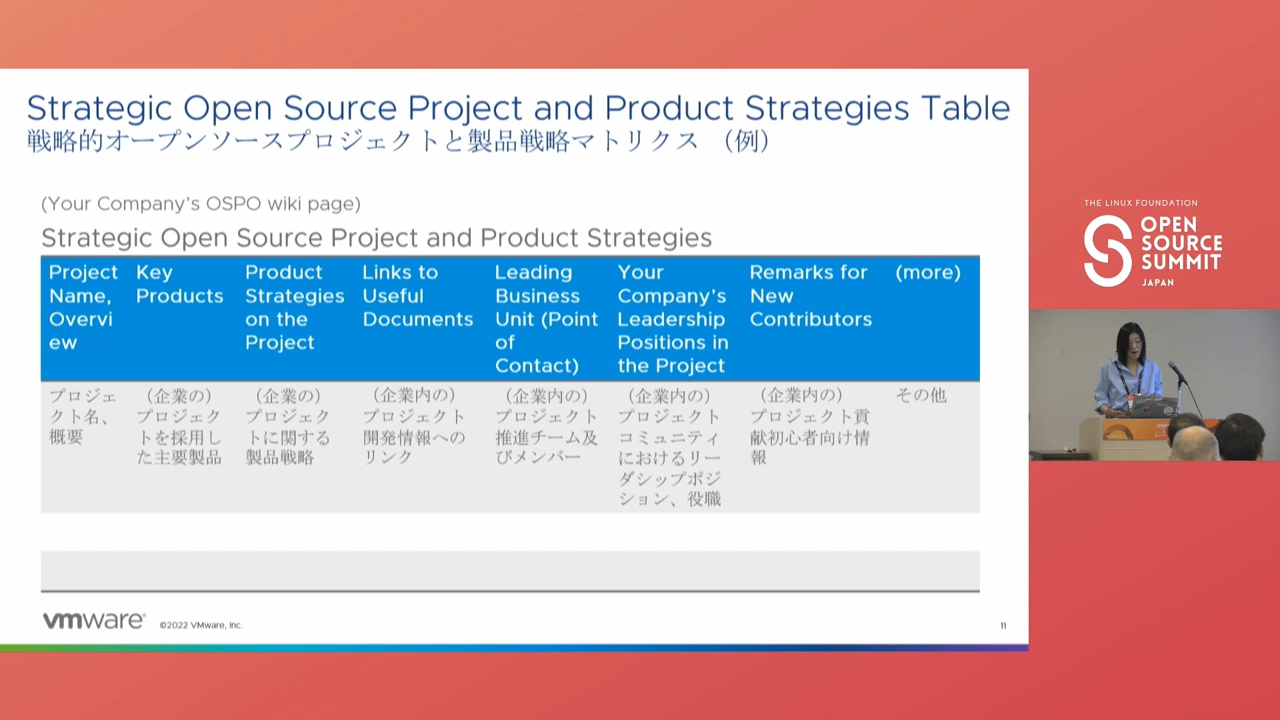 Strategic Open Source Project and Product Strategies Table
戦略的オープンソースプロジェクトと製品戦略マトリクス （例）
(Your Company’s OSPO wiki page)
Strategic Open Source Project and Product Strategies
Project
Name,
Overvi
ew
Key
Products
Product
Strategies
on the
Project
Links to
Useful
Documents
Leading
Business
Unit (Point
of
Contact)
Your
Company’s
Leadership
Positions in
the Project
Remarks for
New
Contributors
(more)
プロジェ
クト名、
概要
（企業の）
プロジェク
トを採用し
た主要製品
（企業の）
プロジェク
トに関する
製品戦略
（企業内の）
プロジェクト
開発情報への
リンク
（企業内の）
プロジェクト
推進チーム及
びメンバー
（企業内の）
プロジェクト
コミュニティ
におけるリー
ダシップポジ
ション、役職
（企業内の）
プロジェクト貢
献初心者向け情
報
その他
vmware®
©2022 VMware, Inc.
11
THE LINUX FOUNDATION
OPEN
SOURCE
SUMMIT
JAPAN